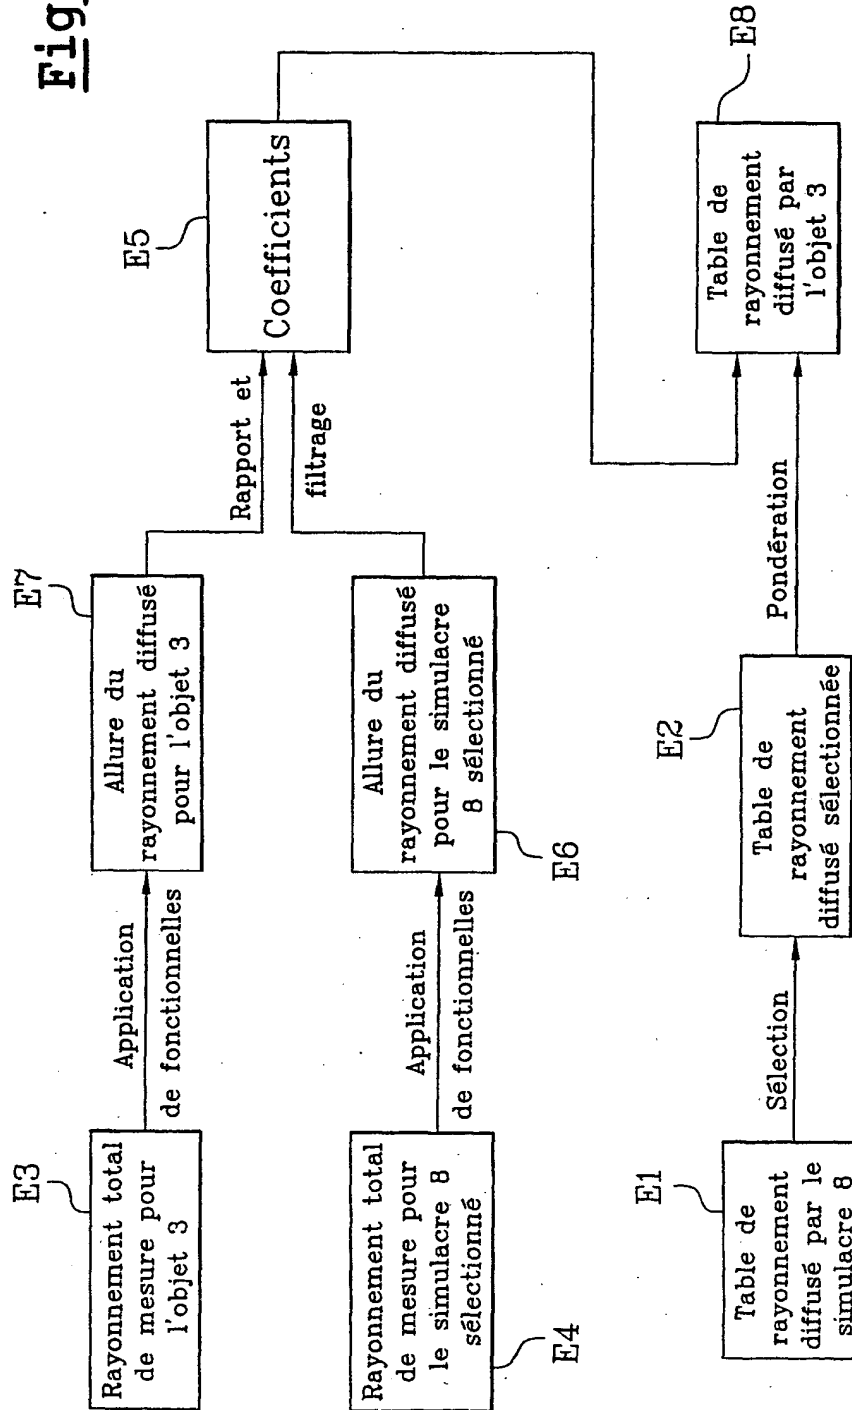 Fig_
E3
Rayonnement total
de mesure pour
l'objet 3
Application
de fonctionnelles
E7
Allure du
rayonnement diffusé
pour l'objet 3
Rapport et
filtrage
E5
Coefficients
E4
Rayonnement total
de mesure pour
le simulacre 8
sélectionné
Application
de fonctionnelles
E6
Allure du
rayonnement diffusé
pour le simulacre
8 sélectionné
E1
Table de
rayonnement
diffusé par le
simulacre 8
Sélection
E2
Table de
rayonnement
diffusé sélectionnée
Pondération
E8
Table de
rayonnement
diffusé par
l'objet 3